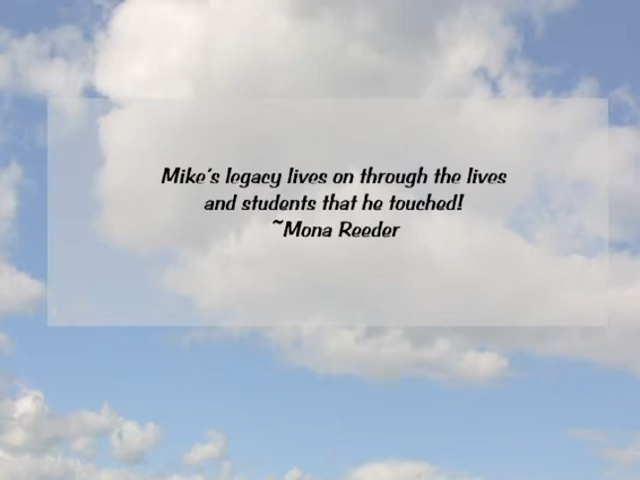 Mike's legacy lives on through the lives
and students that he touched!
~Mona Reeder